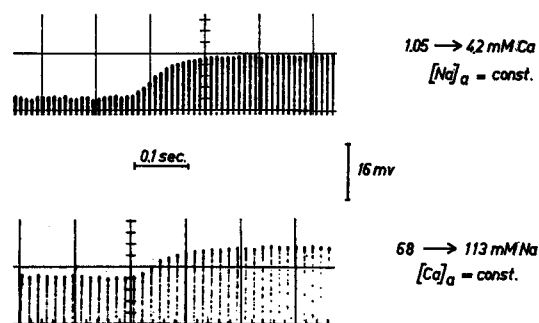 1.05 → 4,2 mM Ca
[Na]a = const.
0.1 sec.
16 mv
68 → 113 mM Na
[Ca]a = const.